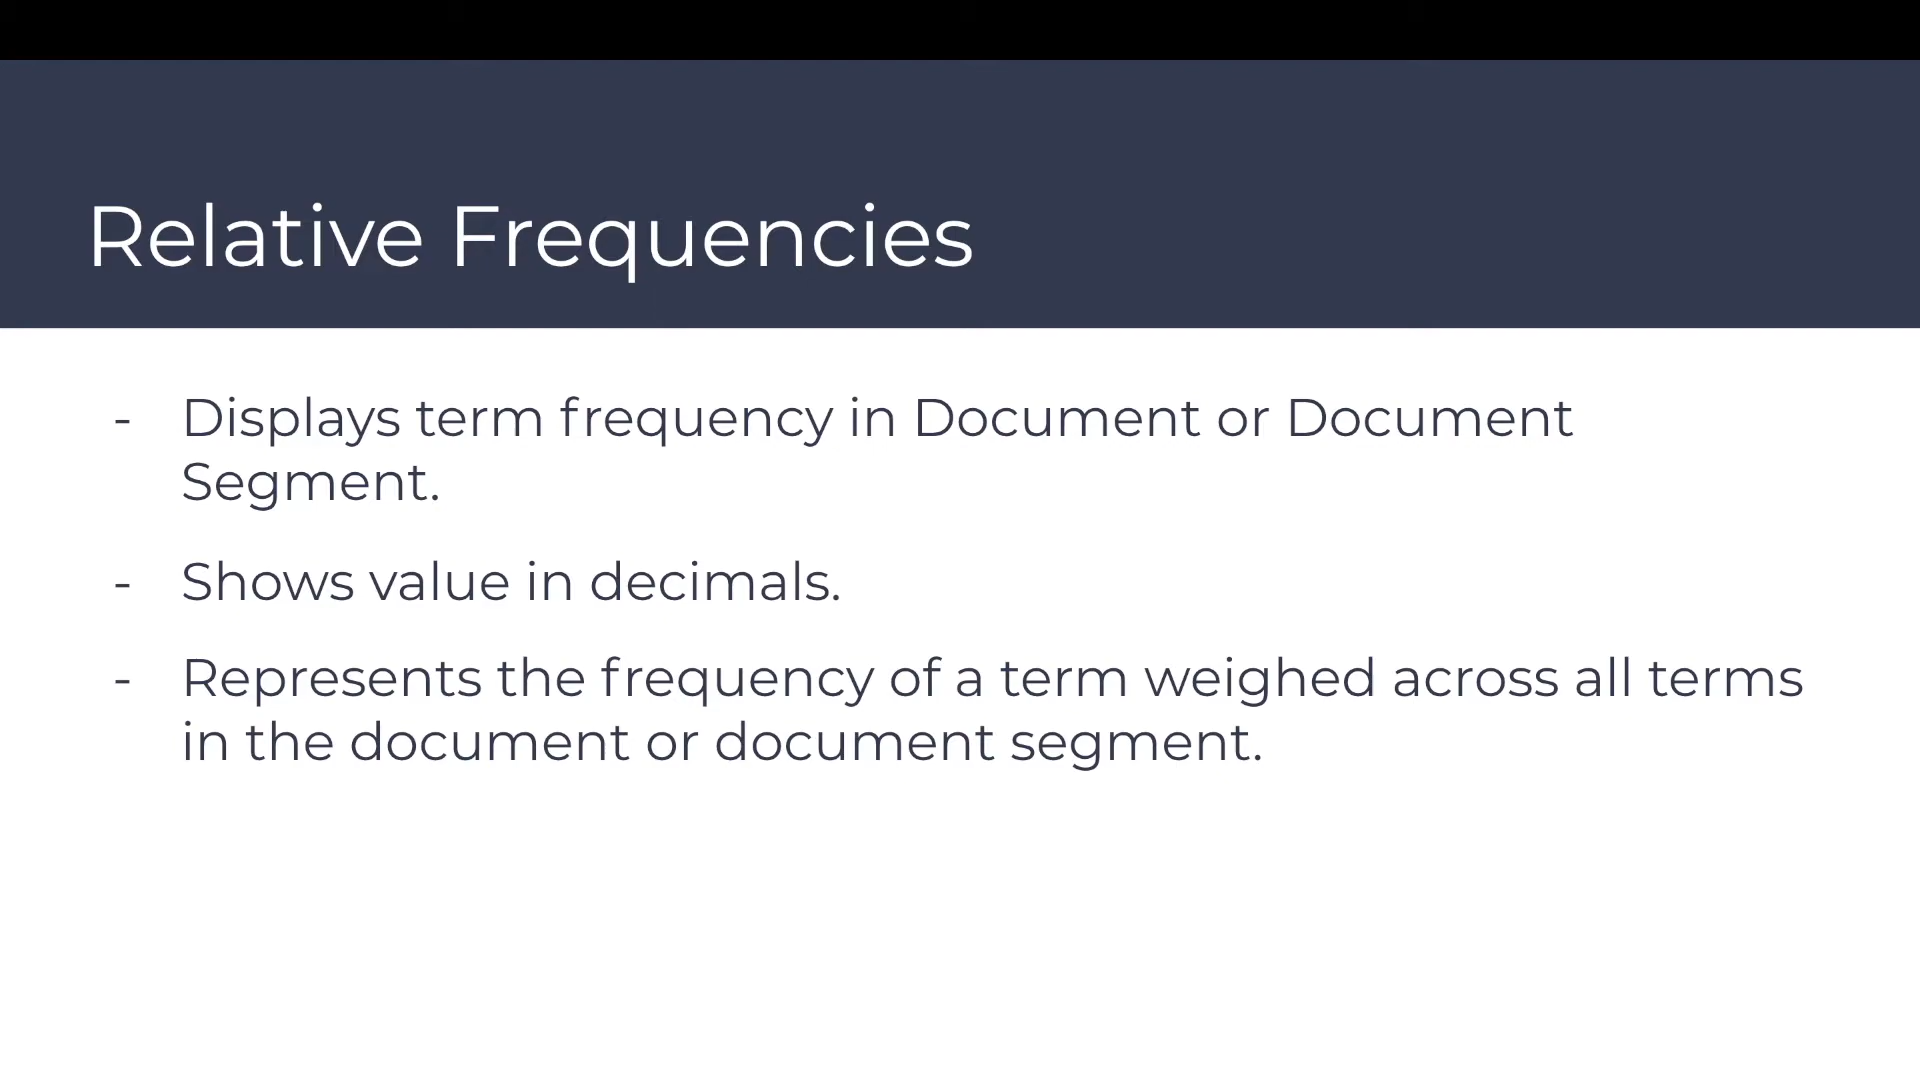 Relative Frequencies
- Displays term frequency in Document or Document
Segment.
- Shows value in decimals.
- Represents the frequency of a term weighed across all terms
in the document or document segment.